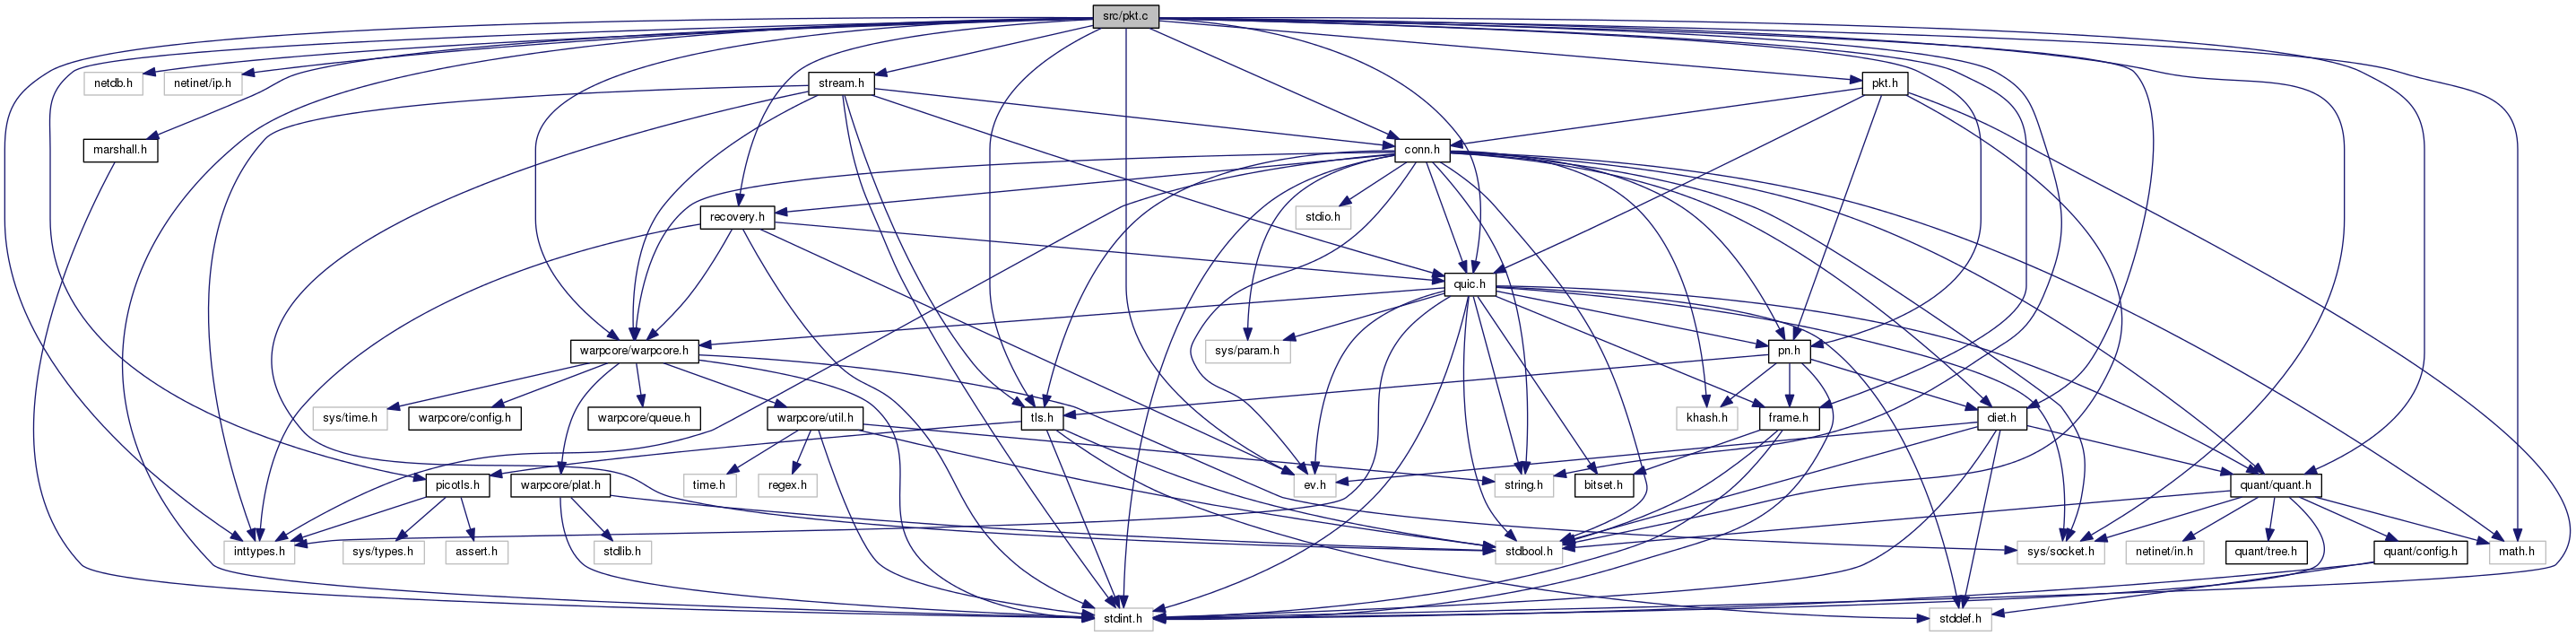 src/pkt.c
netdb.h
netinet/ip.h
stream.h
pkt.h
marshall.h
conn.h
recovery.h
stdio.h
quic.h
warpcore/warpcore.h
sys/param.h
pn.h
sys/time.h
warpcore/config.h
warpcore/queue.h
warpcore/util.h
tls.h
khash.h
frame.h
diet.h
picotls.h
warpcore/plat.h
time.h
regex.h
ev.h
string.h
bitset.h
quant/quant.h
inttypes.h
sys/types.h
assert.h
stdlib.h
stdbool.h
sys/socket.h
netinet/in.h
quant/tree.h
quant/config.h
math.h
stdint.h
stddef.h